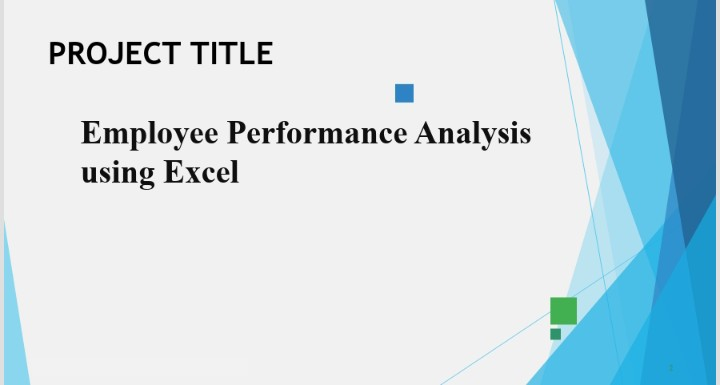 PROJECT TITLE
Employee Performance Analysis
using Excel